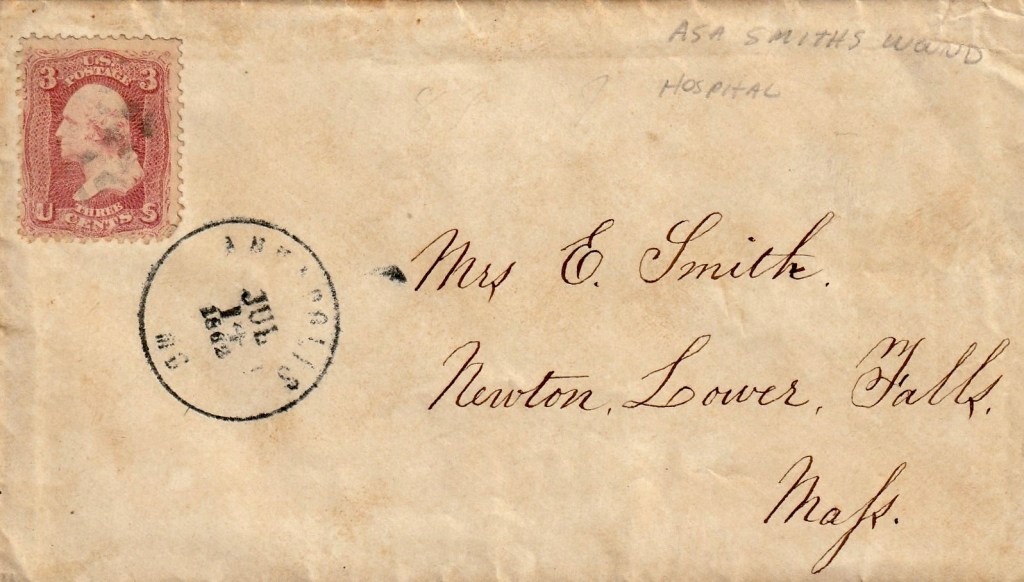 ASA SMITHS WOUND
HOSPITAL
3 U.S. 3
POSTAGE
THREE
U CENTS S
ANNAPOLIS
JUL
14
1862
Md
Mrs E. Smith.
Newton, Lower, Falls.
Maſs.